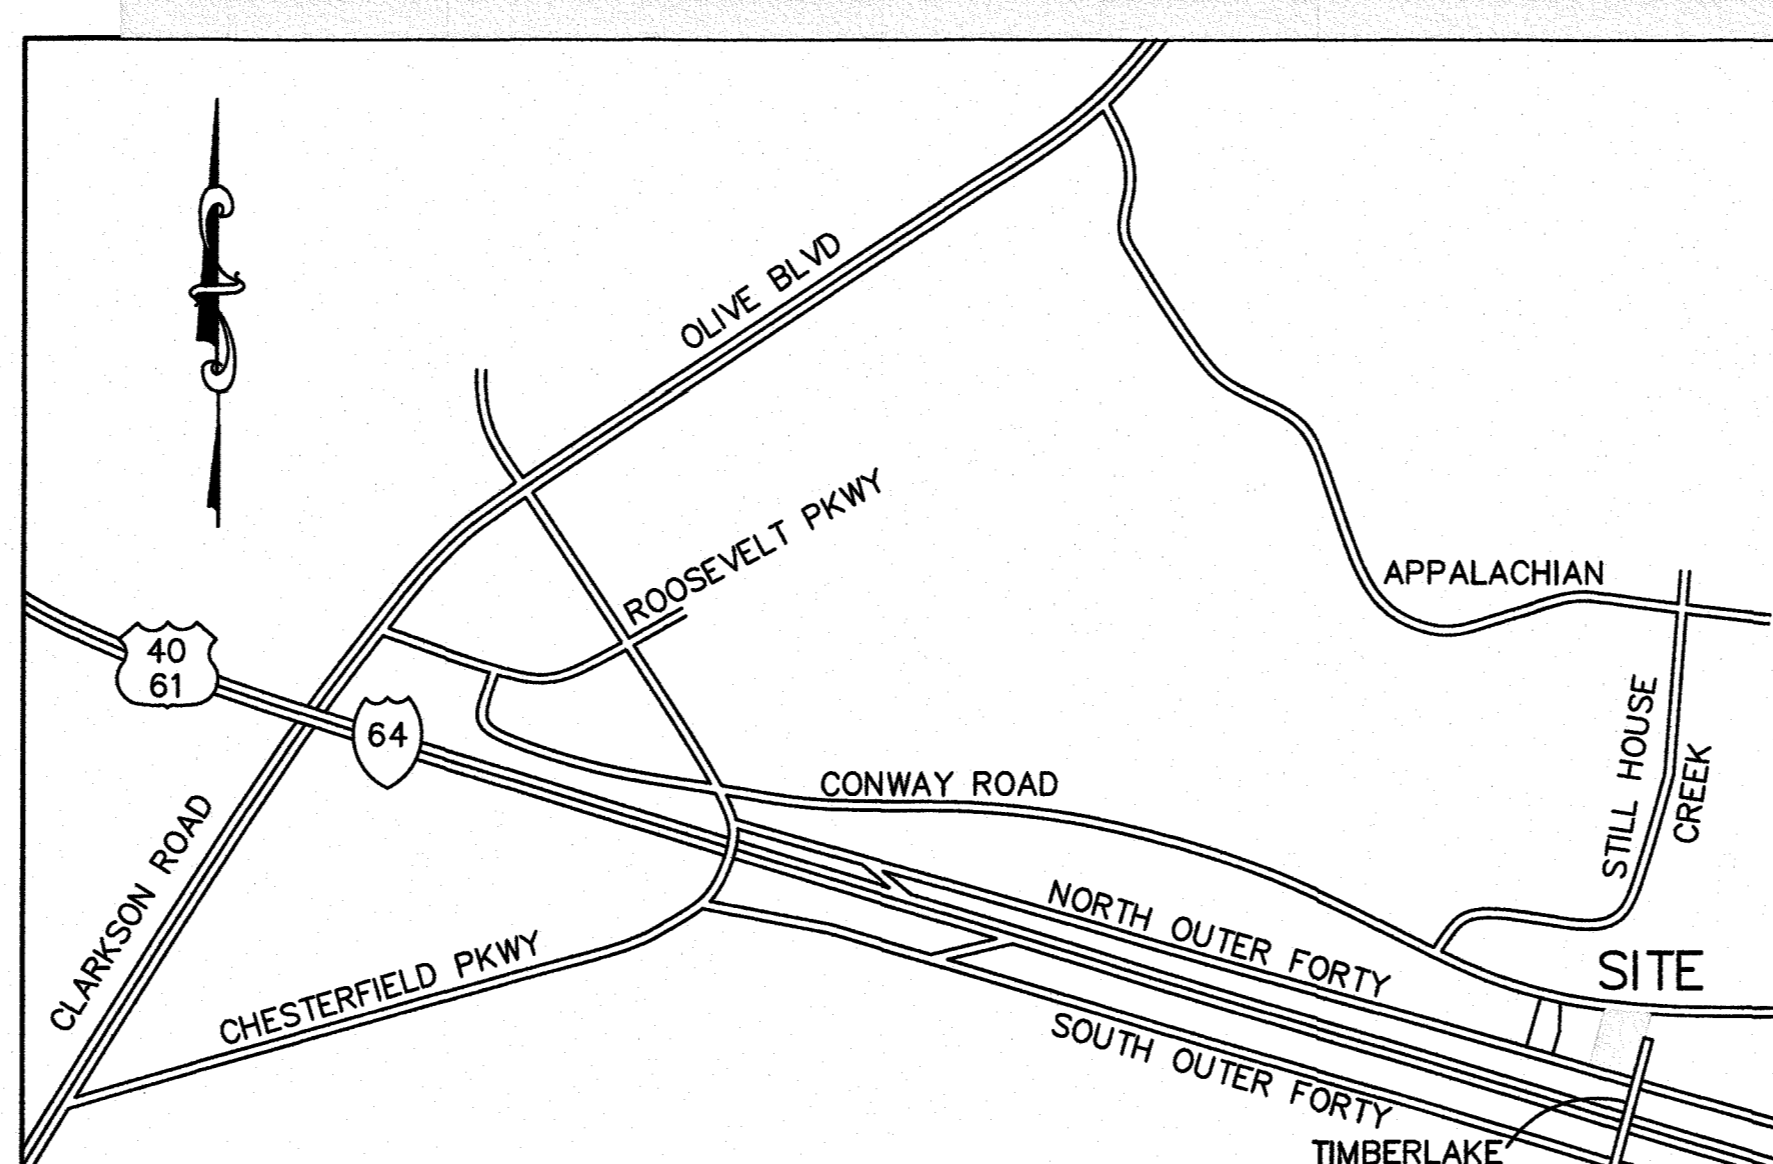 OLIVE BLVD
ROOSEVELT PKWY
APPALACHIAN
40
61
64
STILL HOUSE
CREEK
CONWAY ROAD
CLARKSON ROAD
NORTH OUTER FORTY
CHESTERFIELD PKWY
SITE
SOUTH OUTER FORTY
TIMBERLAKE